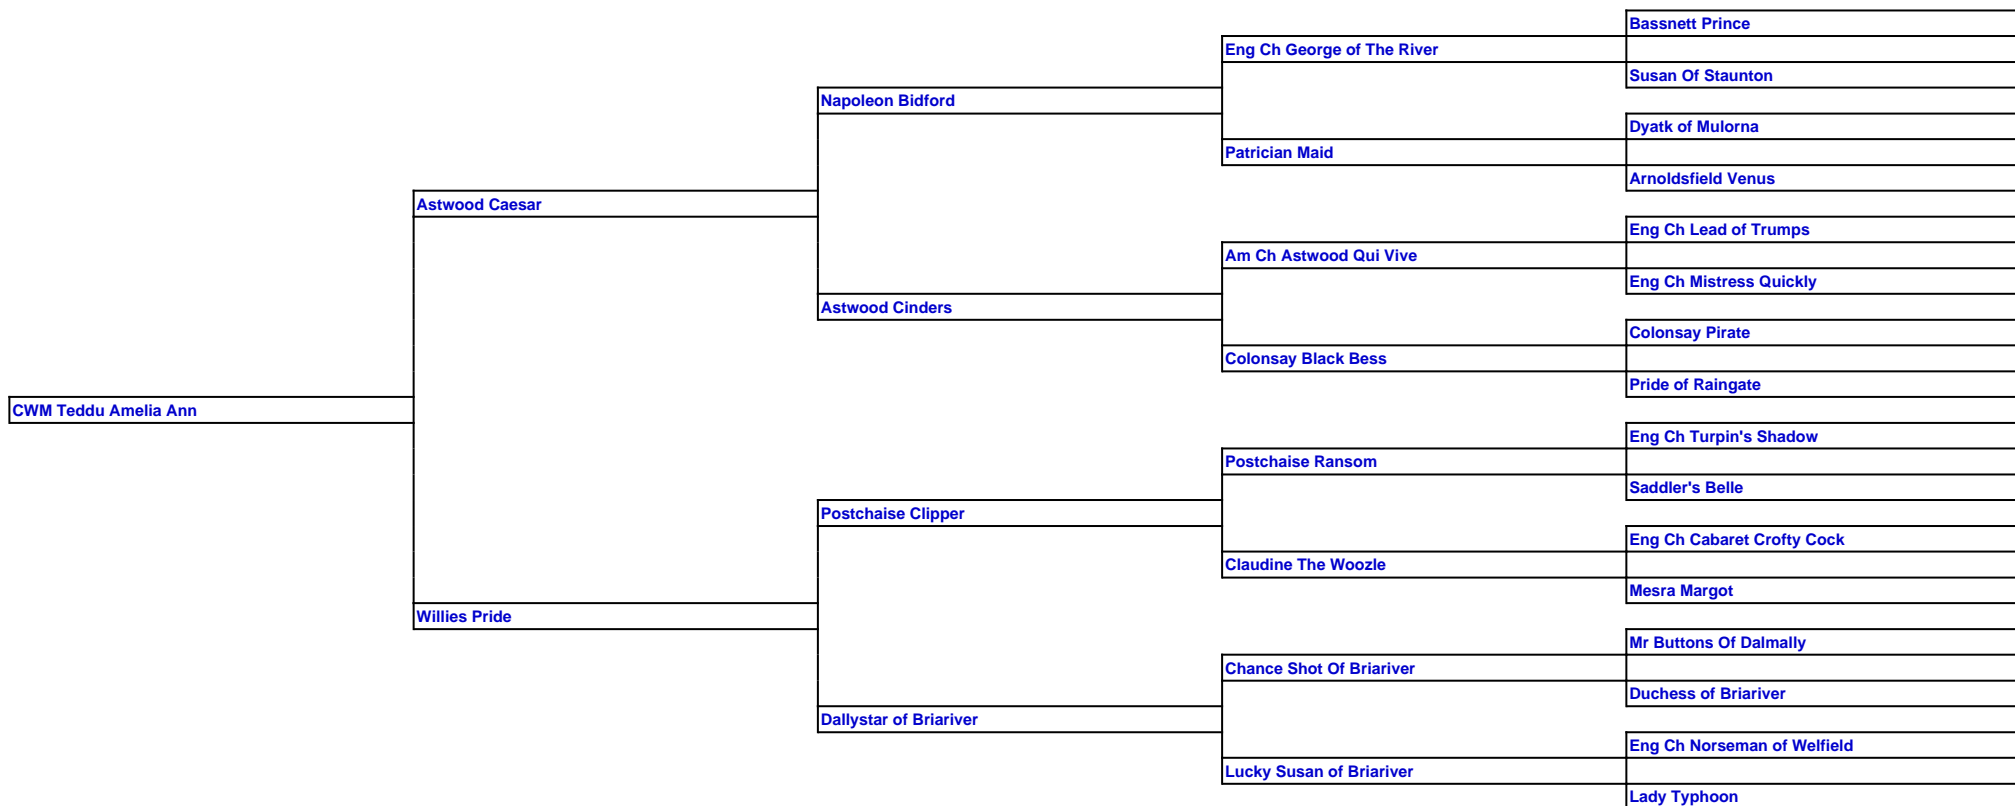 Bassnett Prince
Eng Ch George of The River
Susan Of Staunton
Napoleon Bidford
Dyatk of Mulorna
Patrician Maid
Arnoldsfield Venus
Astwood Caesar
Eng Ch Lead of Trumps
Am Ch Astwood Qui Vive
Eng Ch Mistress Quickly
Astwood Cinders
Colonsay Pirate
Colonsay Black Bess
Pride of Raingate
CWM Teddu Amelia Ann
Eng Ch Turpin's Shadow
Postchaise Ransom
Saddler's Belle
Postchaise Clipper
Eng Ch Cabaret Crofty Cock
Claudine The Woozle
Mesra Margot
Willies Pride
Mr Buttons Of Dalmally
Chance Shot Of Briariver
Duchess of Briariver
Dallystar of Briariver
Eng Ch Norseman of Welfield
Lucky Susan of Briariver
Lady Typhoon